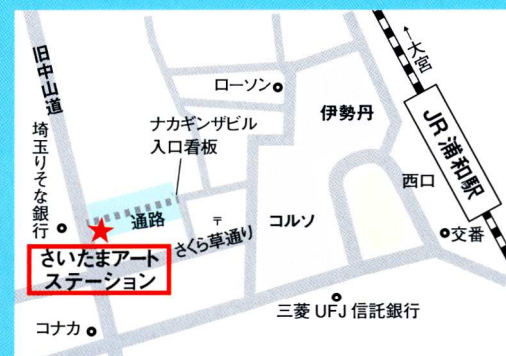 ↑大宮
旧中山道
ローソン
伊勢丹
JR浦和駅
ナカギンザビル
入口看板
埼玉りそな銀行
西口
通路
〒
コルソ
さくら草通り
交番
さいたまアート
ステーション
三菱UFJ信託銀行
コナカ